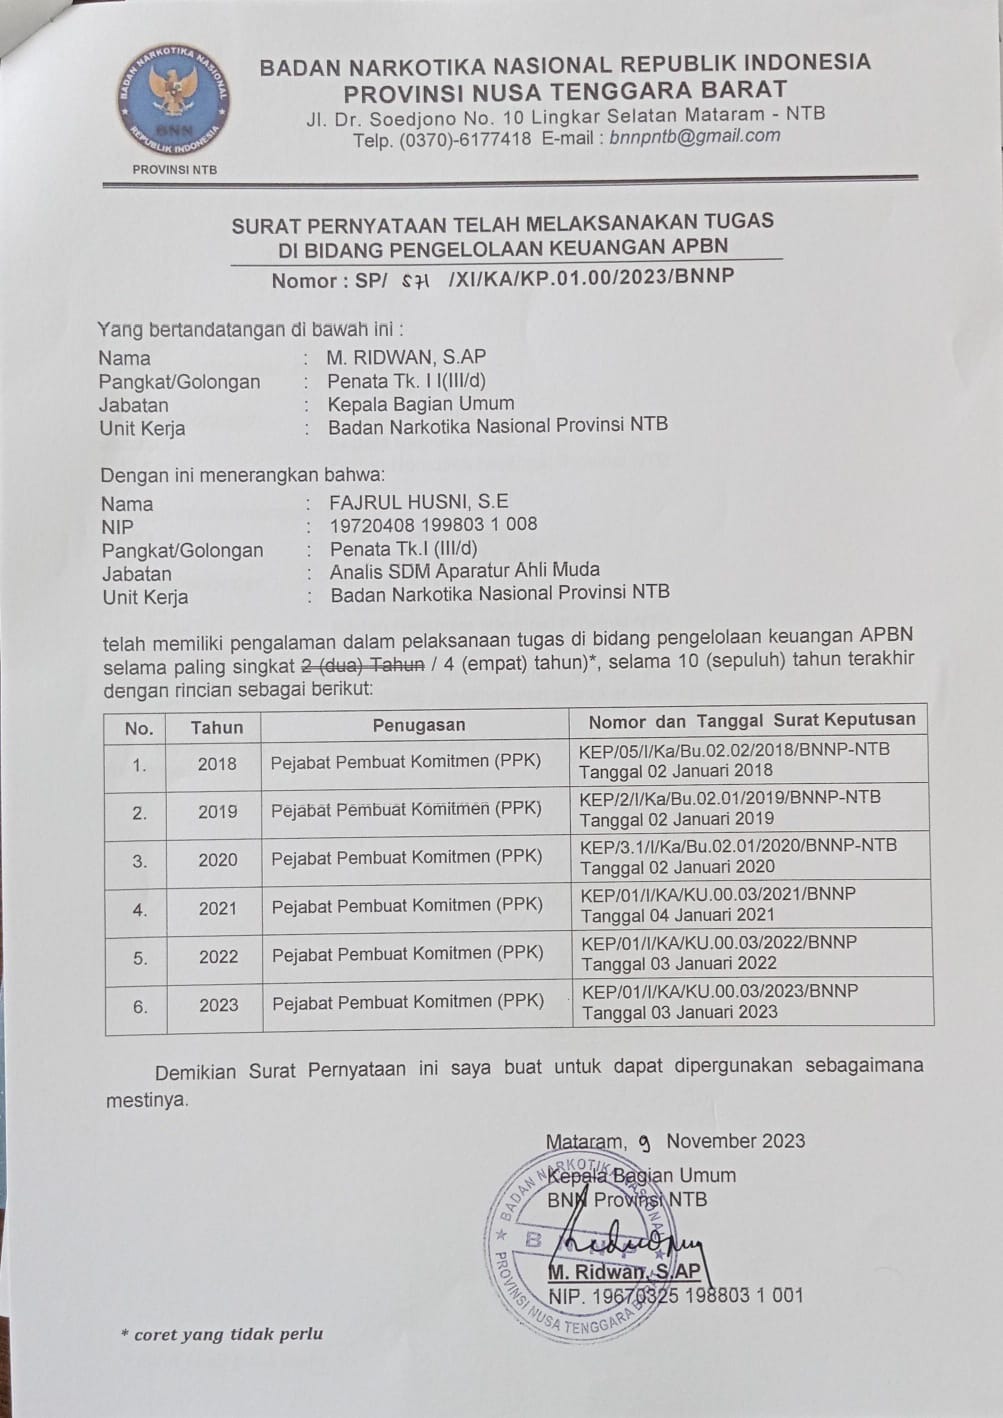 BADAN NARKOTIKA NASIONAL
BNN
REPUBLIK INDONESIA
PROVINSI NTB
BADAN NARKOTIKA NASIONAL REPUBLIK INDONESIA
PROVINSI NUSA TENGGARA BARAT
Jl. Dr. Soedjono No. 10 Lingkar Selatan Mataram - NTB
Telp. (0370)-6177418 E-mail : bnnpntb@gmail.com
SURAT PERNYATAAN TELAH MELAKSANAKAN TUGAS
DI BIDANG PENGELOLAAN KEUANGAN APBN
Nomor : SP/ 571 /XI/KA/KP.01.00/2023/BNNP
Yang bertandatangan di bawah ini :
Nama : M. RIDWAN, S.AP
Pangkat/Golongan : Penata Tk. I I(III/d)
Jabatan : Kepala Bagian Umum
Unit Kerja : Badan Narkotika Nasional Provinsi NTB
Dengan ini menerangkan bahwa:
Nama : FAJRUL HUSNI, S.E
NIP : 19720408 199803 1 008
Pangkat/Golongan : Penata Tk.I (III/d)
Jabatan : Analis SDM Aparatur Ahli Muda
Unit Kerja : Badan Narkotika Nasional Provinsi NTB
telah memiliki pengalaman dalam pelaksanaan tugas di bidang pengelolaan keuangan APBN
selama paling singkat 2 (dua) Tahun / 4 (empat) tahun)*, selama 10 (sepuluh) tahun terakhir
dengan rincian sebagai berikut:
No. Tahun Penugasan Nomor dan Tanggal Surat Keputusan
1. 2018 Pejabat Pembuat Komitmen (PPK) KEP/05/I/Ka/Bu.02.02/2018/BNNP-NTB
Tanggal 02 Januari 2018
2. 2019 Pejabat Pembuat Komitmen (PPK) KEP/2/I/Ka/Bu.02.01/2019/BNNP-NTB
Tanggal 02 Januari 2019
3. 2020 Pejabat Pembuat Komitmen (PPK) KEP/3.1/I/Ka/Bu.02.01/2020/BNNP-NTB
Tanggal 02 Januari 2020
4. 2021 Pejabat Pembuat Komitmen (PPK) KEP/01/I/KA/KU.00.03/2021/BNNP
Tanggal 04 Januari 2021
5. 2022 Pejabat Pembuat Komitmen (PPK) KEP/01/I/KA/KU.00.03/2022/BNNP
Tanggal 03 Januari 2022
6. 2023 Pejabat Pembuat Komitmen (PPK) KEP/01/I/KA/KU.00.03/2023/BNNP
Tanggal 03 Januari 2023
Demikian Surat Pernyataan ini saya buat untuk dapat dipergunakan sebagaimana
mestinya.
Mataram, 9 November 2023
Kepala Bagian Umum
BNN Provinsi NTB
BADAN NARKOTIKA NASIONAL
BNNP
PROVINSI NUSA TENGGARA BARAT
M. Ridwan, S.AP
NIP. 19670325 198803 1 001
* coret yang tidak perlu